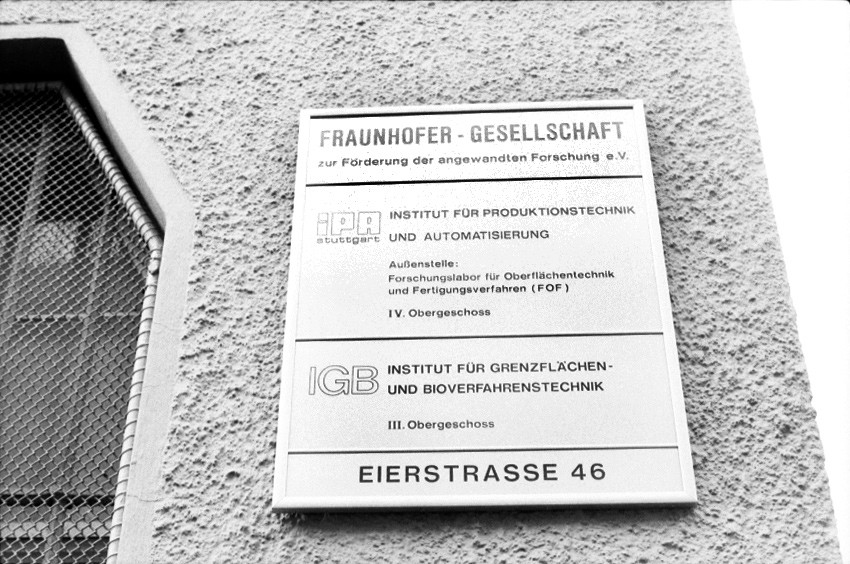 FRAUNHOFER - GESELLSCHAFT
zur Förderung der angewandten Forschung e.V.
iPA INSTITUT FÜR PRODUKTIONSTECHNIK
stuttgart UND AUTOMATISIERUNG
Außenstelle:
Forschungslabor für Oberflächentechnik
und Fertigungsverfahren (FOF)
IV. Obergeschoss
IGB INSTITUT FÜR GRENZFLÄCHEN-
UND BIOVERFAHRENSTECHNIK
III. Obergeschoss
EIERSTRASSE 46